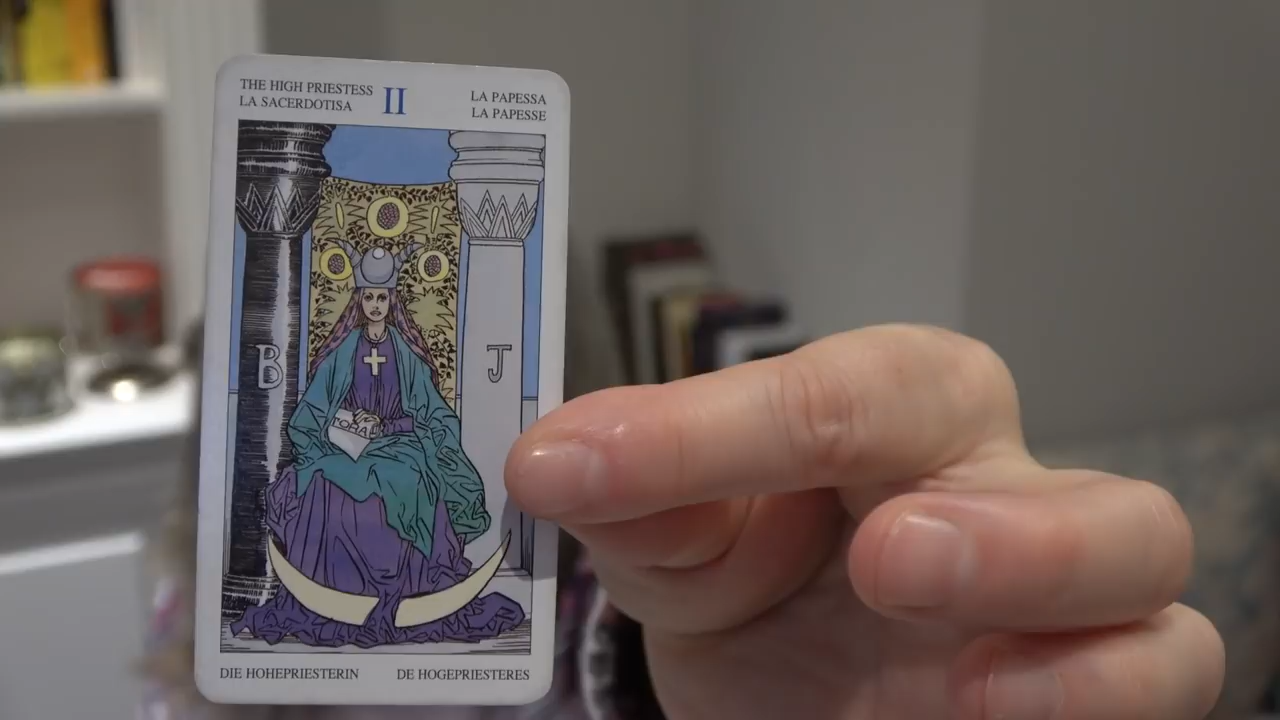 THE HIGH PRIESTESS
LA SACERDOTISA
II
LA PAPESSA
LA PAPESSE
B
J
TORA
DIE HOHEPRIESTERIN
DE HOGEPRIESTERES